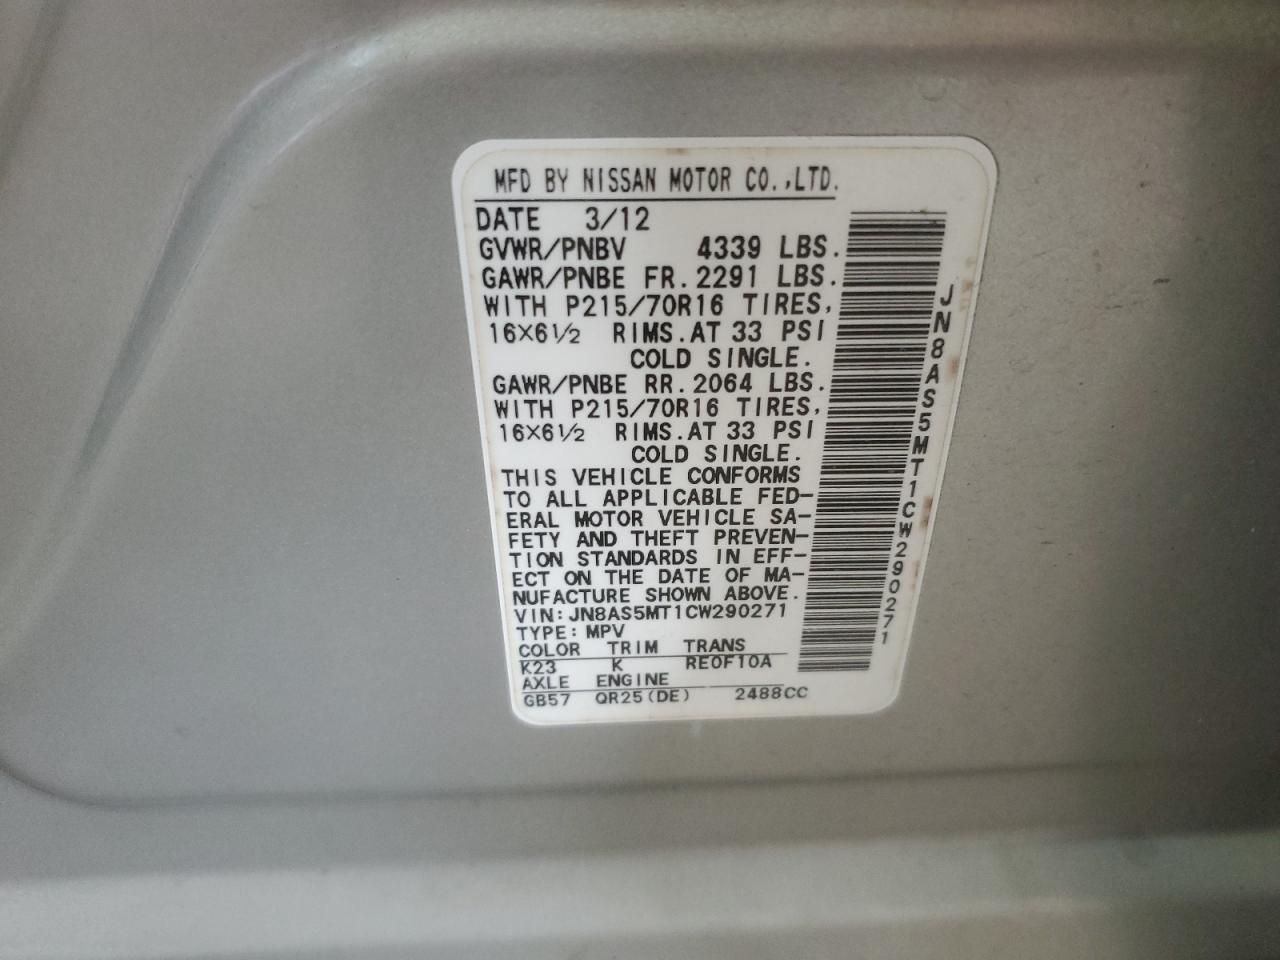 MFD BY NISSAN MOTOR CO.,LTD.
DATE 3/12
GVWR/PNBV 4339 LBS.
GAWR/PNBE FR. 2291 LBS.
WITH P215/70R16 TIRES,
16X6½ RIMS. AT 33 PSI
COLD SINGLE.
GAWR/PNBE RR. 2064 LBS.
WITH P215/70R16 TIRES,
16X6½ RIMS. AT 33 PSI
COLD SINGLE.
THIS VEHICLE CONFORMS
TO ALL APPLICABLE FED-
ERAL MOTOR VEHICLE SA-
FETY AND THEFT PREVEN-
TION STANDARDS IN EFF-
ECT ON THE DATE OF MA-
NUFACTURE SHOWN ABOVE.
VIN: JN8AS5MT1CW290271
TYPE: MPV
COLOR TRIM TRANS
K23 K RE0F10A
AXLE ENGINE
GB57 QR25(DE) 2488CC
JN8AS5MT1CW290271